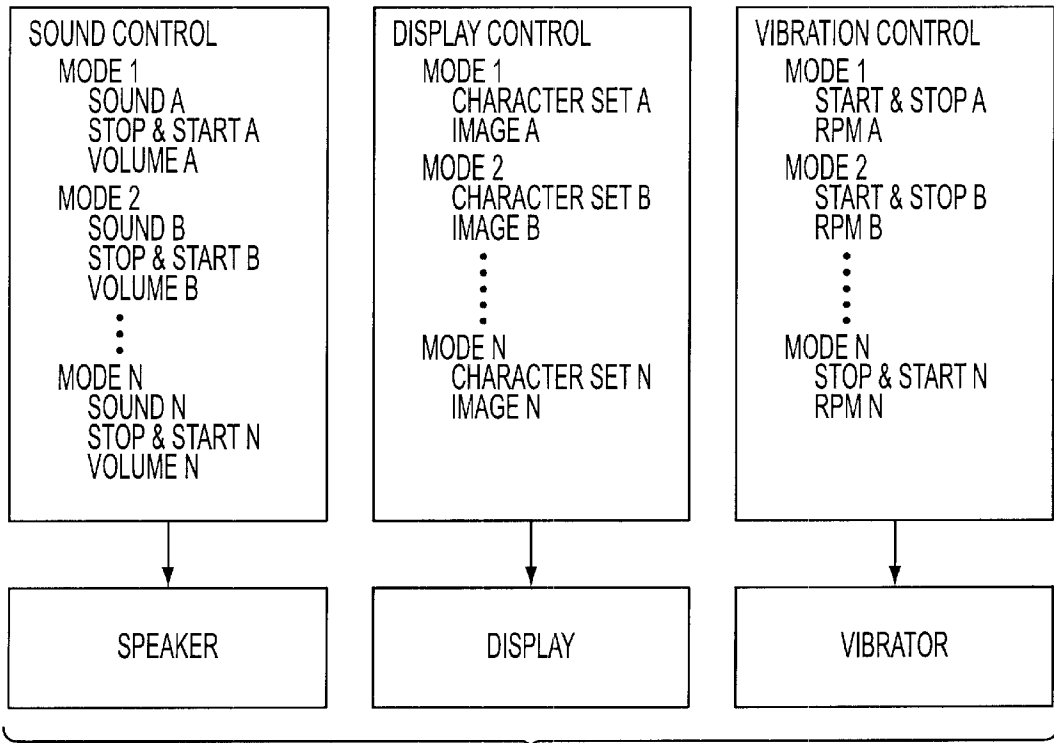 SOUND CONTROL
MODE 1
SOUND A
STOP & START A
VOLUME A
MODE 2
SOUND B
STOP & START B
VOLUME B
MODE N
SOUND N
STOP & START N
VOLUME N
SPEAKER
DISPLAY CONTROL
MODE 1
CHARACTER SET A
IMAGE A
MODE 2
CHARACTER SET B
IMAGE B
MODE N
CHARACTER SET N
IMAGE N
DISPLAY
VIBRATION CONTROL
MODE 1
START & STOP A
RPM A
MODE 2
START & STOP B
RPM B
MODE N
STOP & START N
RPM N
VIBRATOR